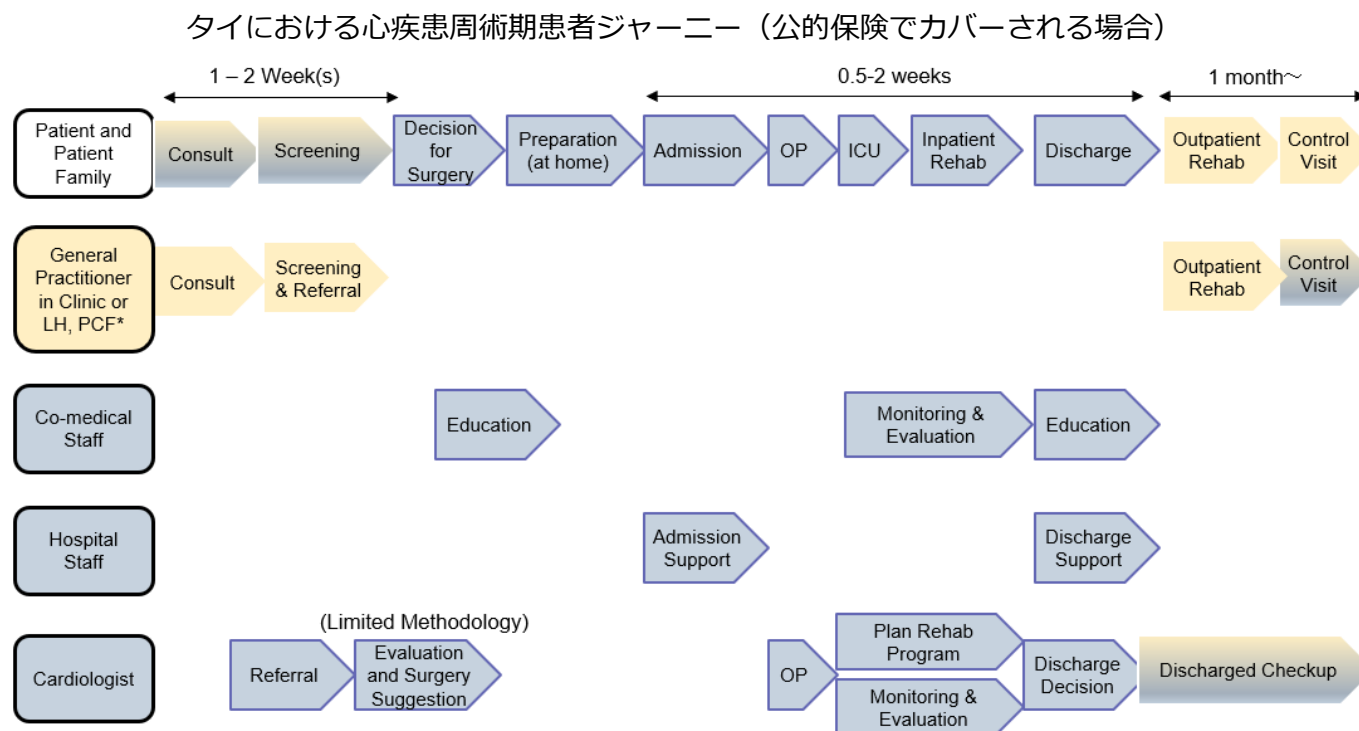 タイにおける心疾患周術期患者ジャーニー（公的保険でカバーされる場合）
1 – 2 Week(s)
0.5-2 weeks
1 month～
Patient and
Patient
Family
Consult
Screening
Decision
for
Surgery
Preparation
(at home)
Admission
OP
ICU
Inpatient
Rehab
Discharge
Outpatient
Rehab
Control
Visit
General
Practitioner
in Clinic or
LH, PCF*
Consult
Screening
& Referral
Outpatient
Rehab
Control
Visit
Co-medical
Staff
Education
Monitoring &
Evaluation
Education
Hospital
Staff
Admission
Support
Discharge
Support
Cardiologist
Referral
(Limited Methodology)
Evaluation
and Surgery
Suggestion
OP
Plan Rehab
Program
Monitoring &
Evaluation
Discharge
Decision
Discharged Checkup